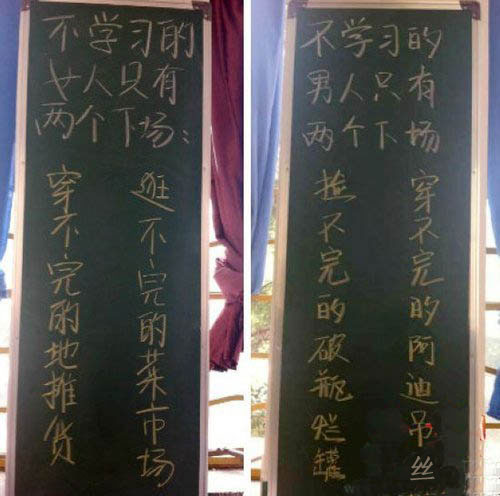 不学习的
女人只有
两个下场：
逛不完的菜市场
穿不完的地摊货
不学习的
男人只有
两个下场
穿不完的阿迪吊丝
捡不完的破瓶烂罐